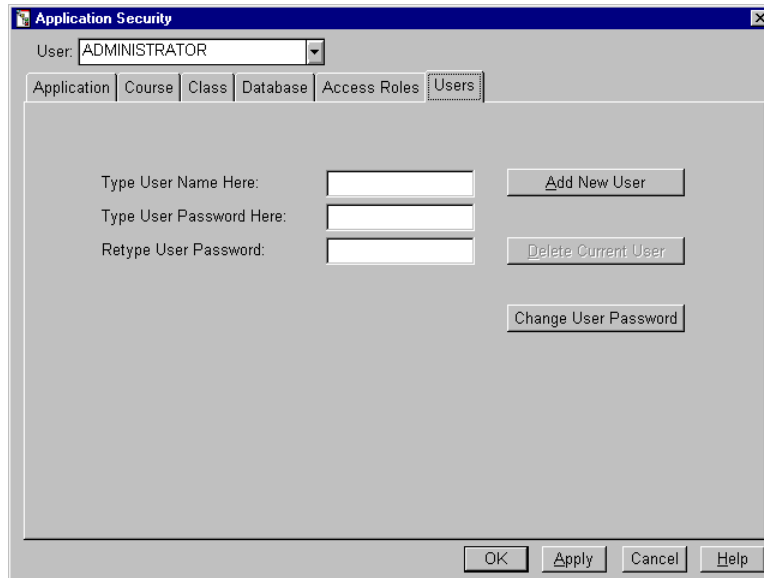 Application Security
User: ADMINISTRATOR
Application Course Class Database Access Roles Users
Type User Name Here: Add New User
Type User Password Here:
Retype User Password: Delete Current User
Change User Password
OK Apply Cancel Help